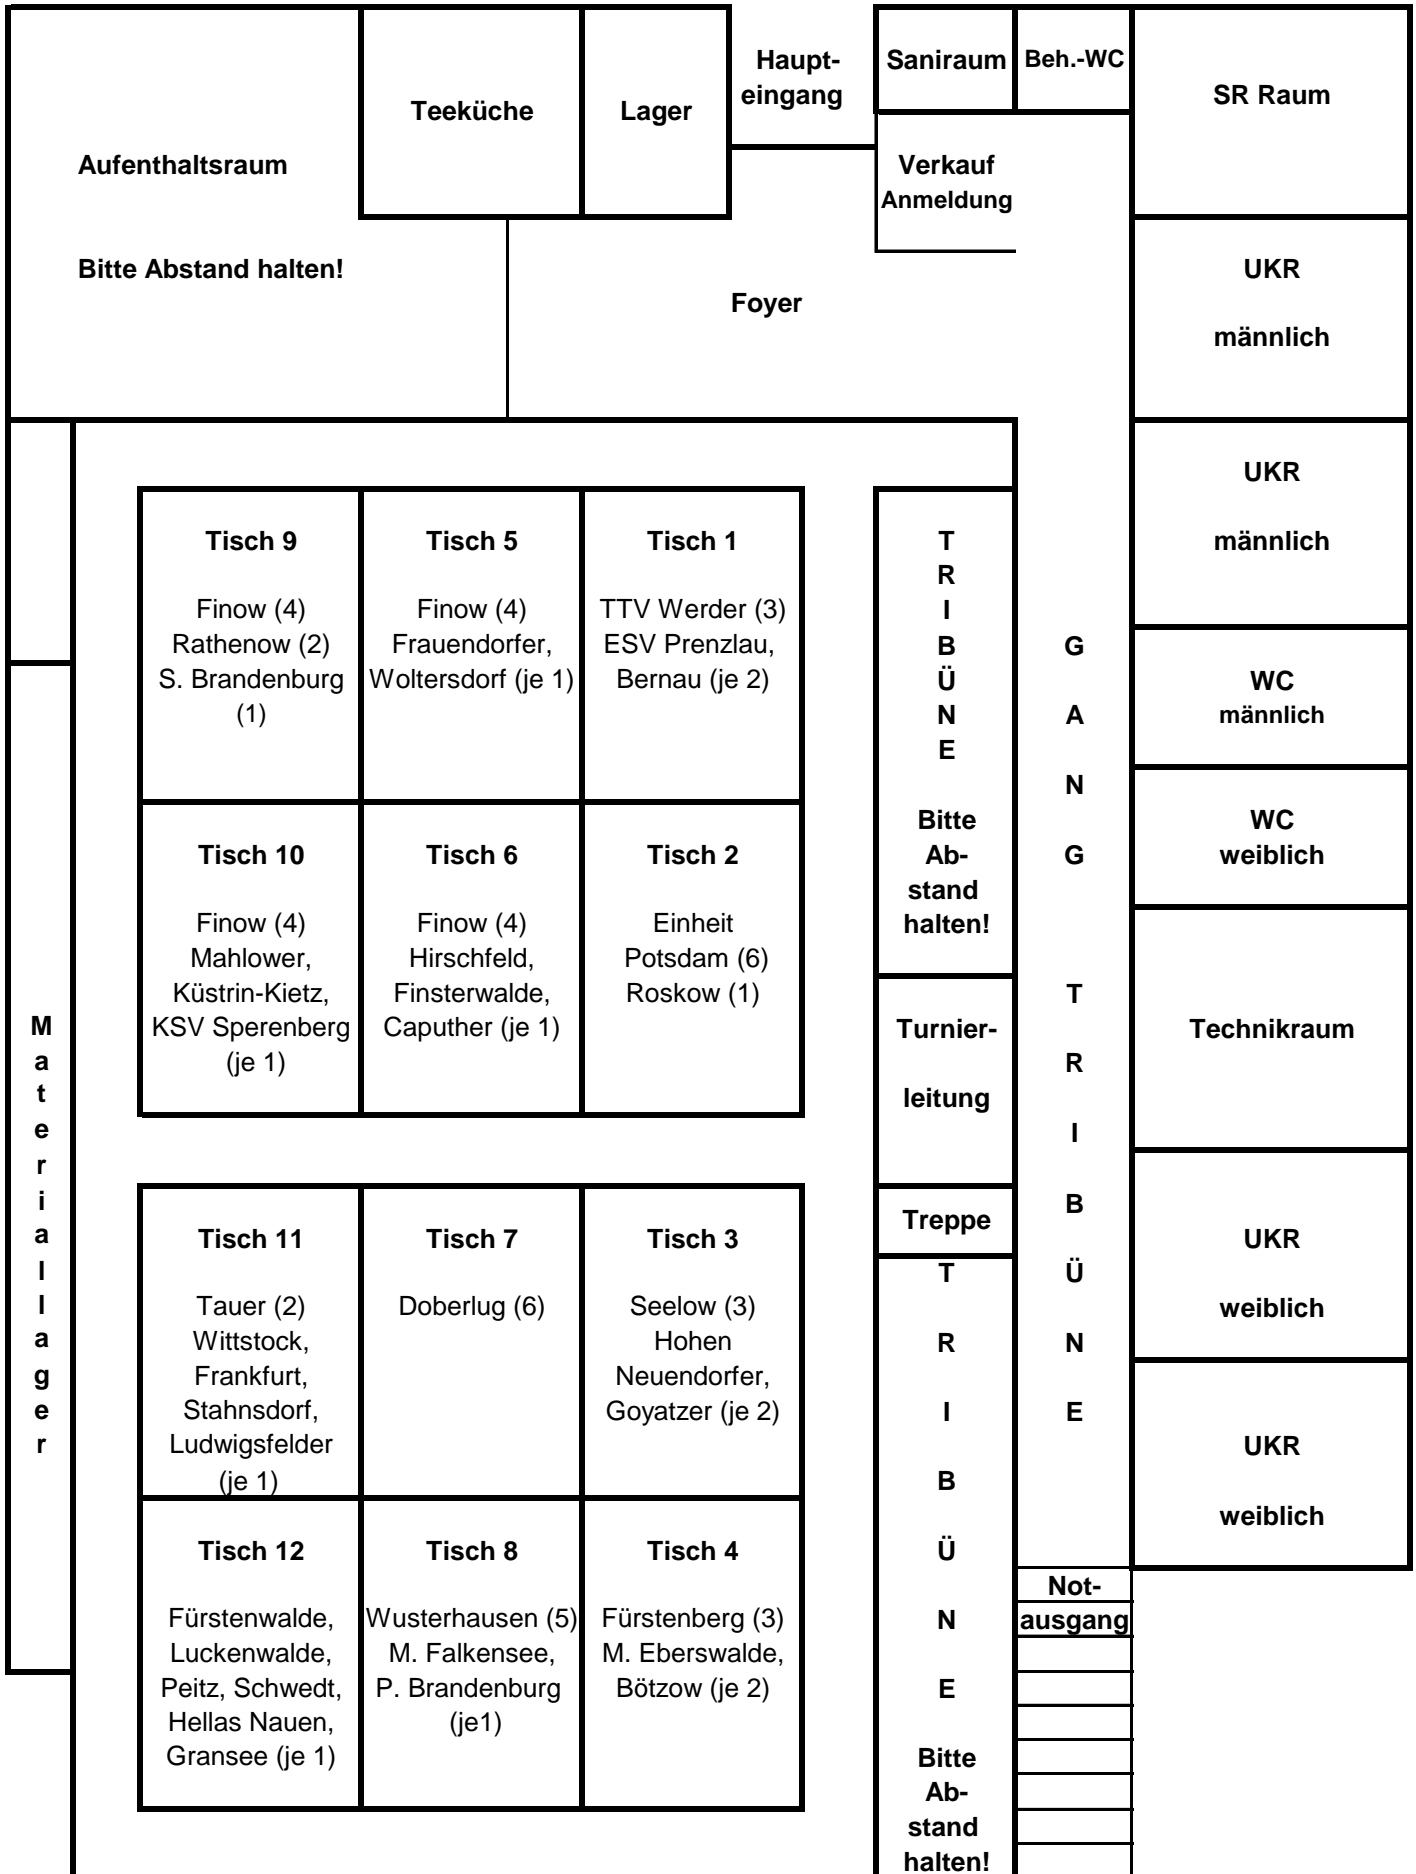 Aufenthaltsraum
Bitte Abstand halten!
Teeküche
Lager
Haupt-
eingang
Saniraum
Beh.-WC
SR Raum
Verkauf
Anmeldung
Foyer
UKR
männlich
UKR
männlich
WC
männlich
WC
weiblich
Technikraum
UKR
weiblich
UKR
weiblich
Tisch 9
Finow (4)
Rathenow (2)
S. Brandenburg
(1)
Tisch 5
Finow (4)
Frauendorfer,
Woltersdorf (je 1)
Tisch 1
TTV Werder (3)
ESV Prenzlau,
Bernau (je 2)
Tisch 10
Finow (4)
Mahlower,
Küstrin-Kietz,
KSV Sperenberg
(je 1)
Tisch 6
Finow (4)
Hirschfeld,
Finsterwalde,
Caputher (je 1)
Tisch 2
Einheit
Potsdam (6)
Roskow (1)
Tisch 11
Tauer (2)
Wittstock,
Frankfurt,
Stahnsdorf,
Ludwigsfelder
(je 1)
Tisch 7
Doberlug (6)
Tisch 3
Seelow (3)
Hohen
Neuendorfer,
Goyatzer (je 2)
Tisch 12
Fürstenwalde,
Luckenwalde,
Peitz, Schwedt,
Hellas Nauen,
Gransee (je 1)
Tisch 8
Wusterhausen (5)
M. Falkensee,
P. Brandenburg
(je1)
Tisch 4
Fürstenberg (3)
M. Eberswalde,
Bötzow (je 2)
Materiallager
TRIBÜNE
Bitte
Ab-
stand
halten!
Turnier-
leitung
Treppe
TRIBÜNE
Bitte
Ab-
stand
halten!
GANG
TRIBÜNE
Not-
ausgang